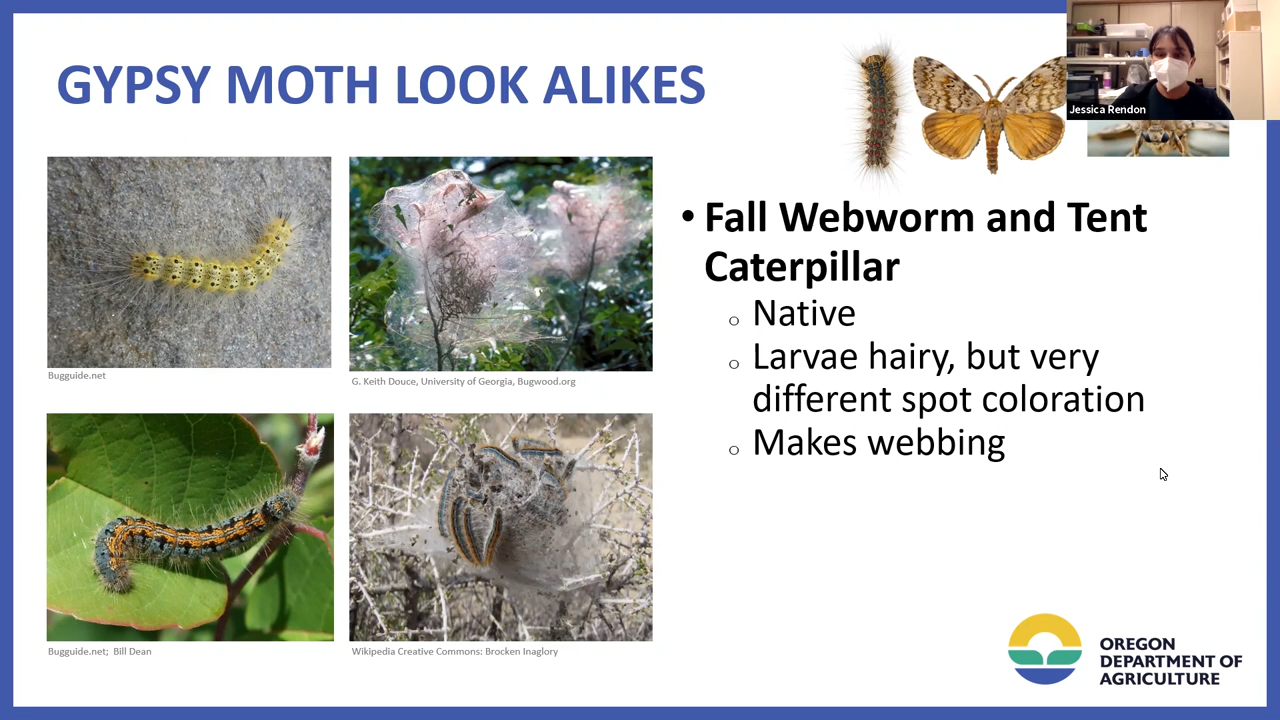 GYPSY MOTH LOOK ALIKES
Jessica Rendon
Bugguide.net
G. Keith Douce, University of Georgia, Bugwood.org
Bugguide.net; Bill Dean
Wikipedia Creative Commons: Brocken Inaglory
• Fall Webworm and Tent
Caterpillar
o Native
o Larvae hairy, but very
different spot coloration
o Makes webbing
OREGON
DEPARTMENT OF
AGRICULTURE